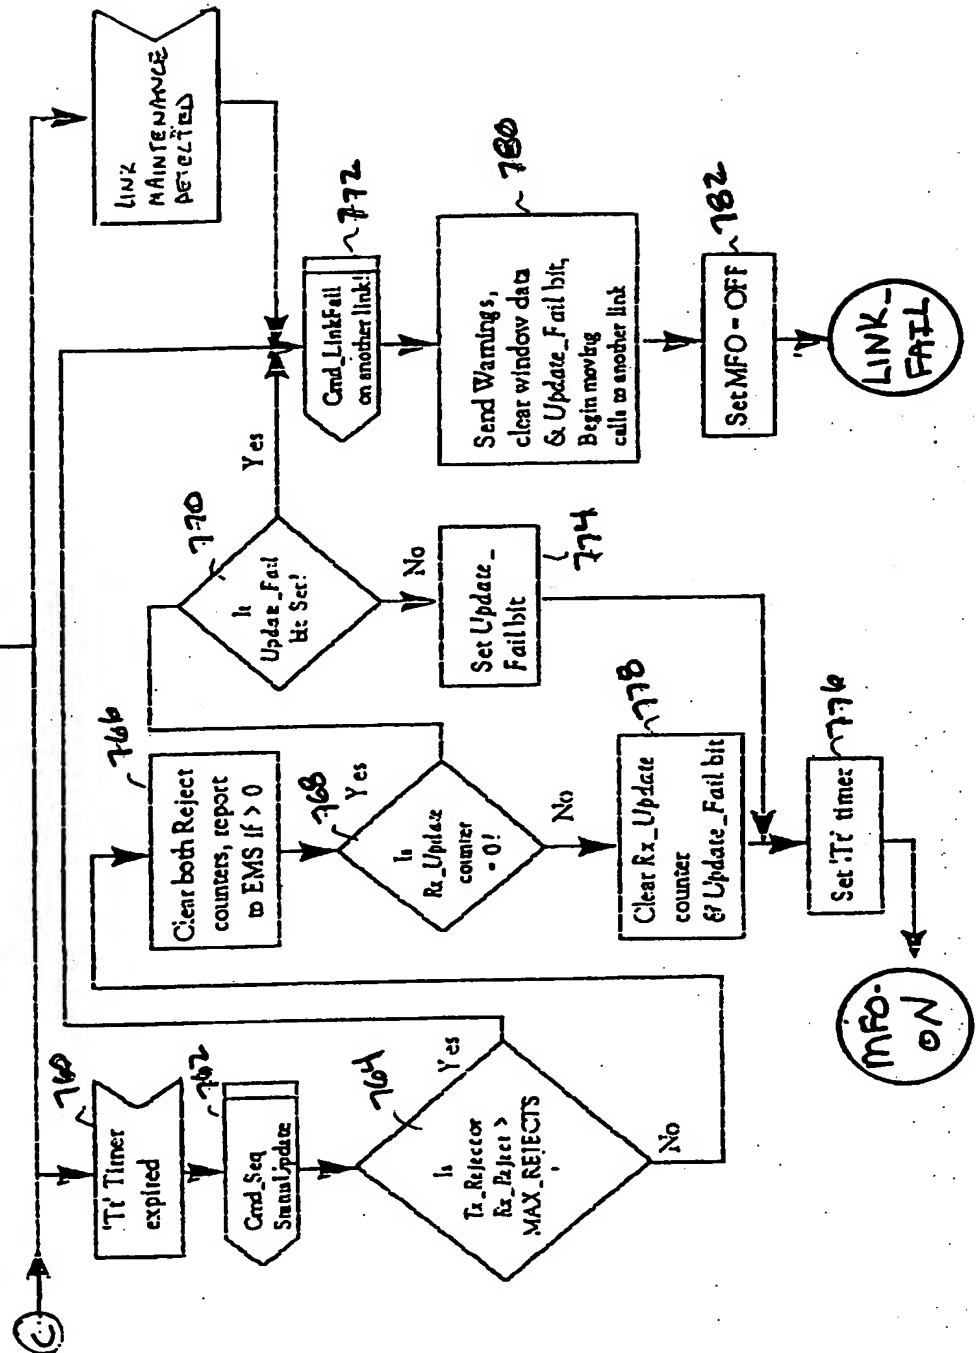 C
760
'Tt' Timer
expired
762
Cmd_Seq
StatusUpdate
764
Is
Tx_Reject or
Rx_Reject >
MAX_REJECTS
Yes
No
766
Clear both Reject
counters, report
to EMS if > 0
768
Is
Rx_Update
counter
= 0?
Yes
No
770
Is
Update_Fail
bit Set?
Yes
No
Set Update_
Fail bit
774
Clear Rx_Update
counter
& Update_Fail bit
778
Set 'Tt' timer
776
MFO-
ON
LINK
MAINTENANCE
DETECTED
772
Cmd_LinkFail
on another link!
780
Send Warnings,
clear window data
& Update_Fail bit,
Begin moving
calls to another link
782
Set MFO = OFF
LINK_
FAIL